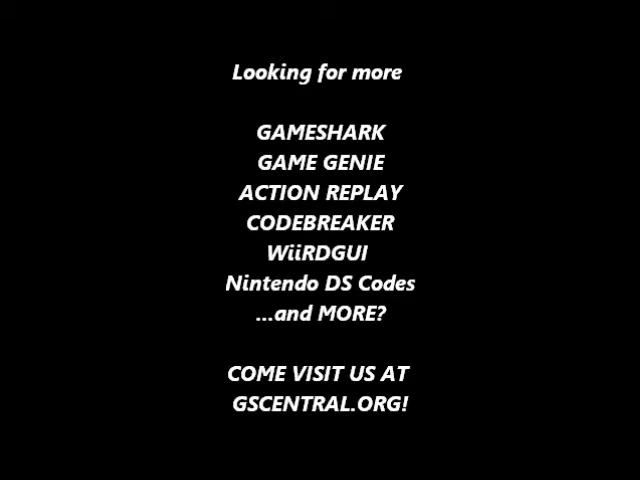 Looking for more
GAMESHARK
GAME GENIE
ACTION REPLAY
CODEBREAKER
WiiRDGUI
Nintendo DS Codes
...and MORE?
COME VISIT US AT
GSCENTRAL.ORG!